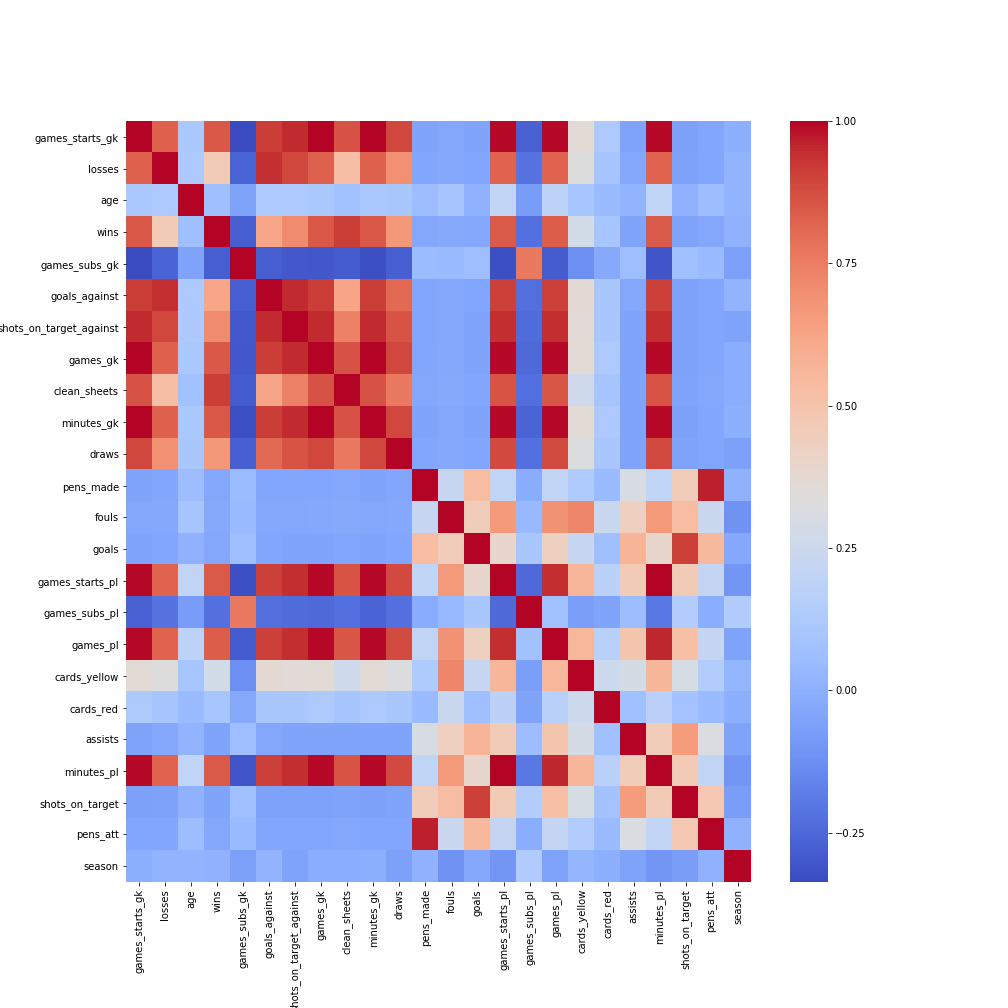 games_starts_gk
losses
age
wins
games_subs_gk
goals_against
shots_on_target_against
games_gk
clean_sheets
minutes_gk
draws
pens_made
fouls
goals
games_starts_pl
games_subs_pl
games_pl
cards_yellow
cards_red
assists
minutes_pl
shots_on_target
pens_att
season
games_starts_gk
losses
age
wins
games_subs_gk
goals_against
shots_on_target_against
games_gk
clean_sheets
minutes_gk
draws
pens_made
fouls
goals
games_starts_pl
games_subs_pl
games_pl
cards_yellow
cards_red
assists
minutes_pl
shots_on_target
pens_att
season
1.00
0.75
0.50
0.25
0.00
−0.25